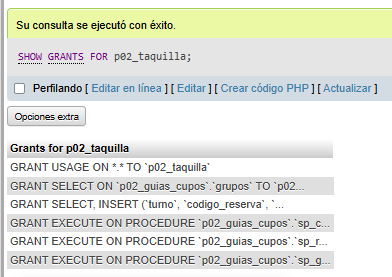 Su consulta se ejecutó con éxito.
SHOW GRANTS FOR p02_taquilla;
Perfilando [ Editar en línea ] [ Editar ] [ Crear código PHP ] [ Actualizar ]
Opciones extra
Grants for p02_taquilla
GRANT USAGE ON *.* TO `p02_taquilla`
GRANT SELECT ON `p02_guias_cupos`.`grupos` TO `p02...
GRANT SELECT, INSERT (`turno`, `codigo_reserva`, `...
GRANT EXECUTE ON PROCEDURE `p02_guias_cupos`.`sp_c...
GRANT EXECUTE ON PROCEDURE `p02_guias_cupos`.`sp_r...
GRANT EXECUTE ON PROCEDURE `p02_guias_cupos`.`sp_g...